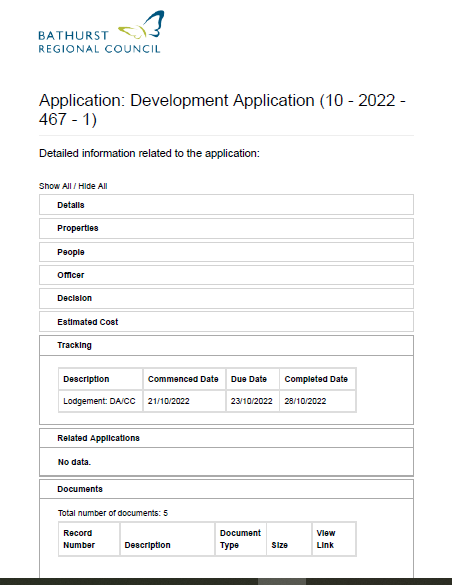 BATHURST
REGIONAL COUNCIL
Application: Development Application (10 - 2022 -
467 - 1)
Detailed information related to the application:
Show All / Hide All
Details
Properties
People
Officer
Decision
Estimated Cost
Tracking
Description Commenced Date Due Date Completed Date
Lodgement: DA/CC 21/10/2022 23/10/2022 28/10/2022
Related Applications
No data.
Documents
Total number of documents: 5
Record Document View
Number Description Type Size Link